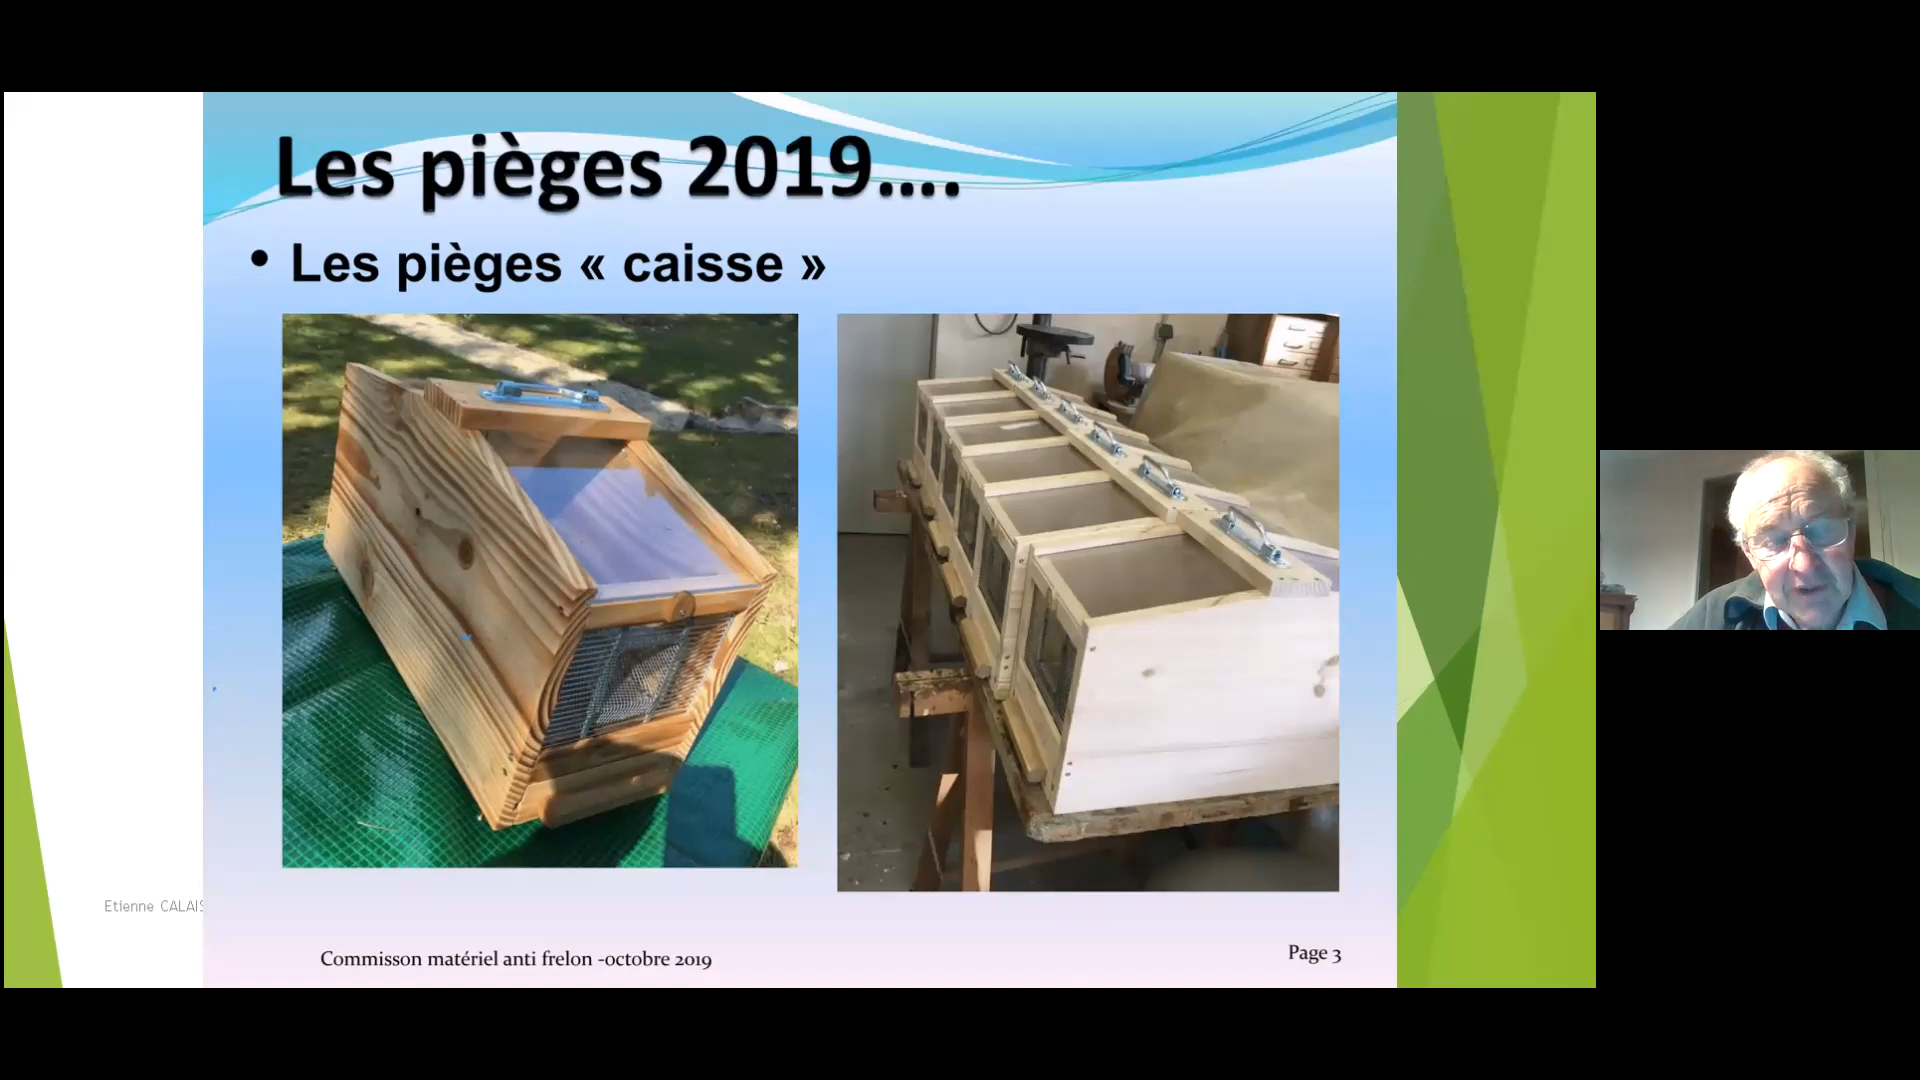 Les pièges 2019....
• Les pièges « caisse »
Etienne CALAIS
Commisson matériel anti frelon -octobre 2019
Page 3